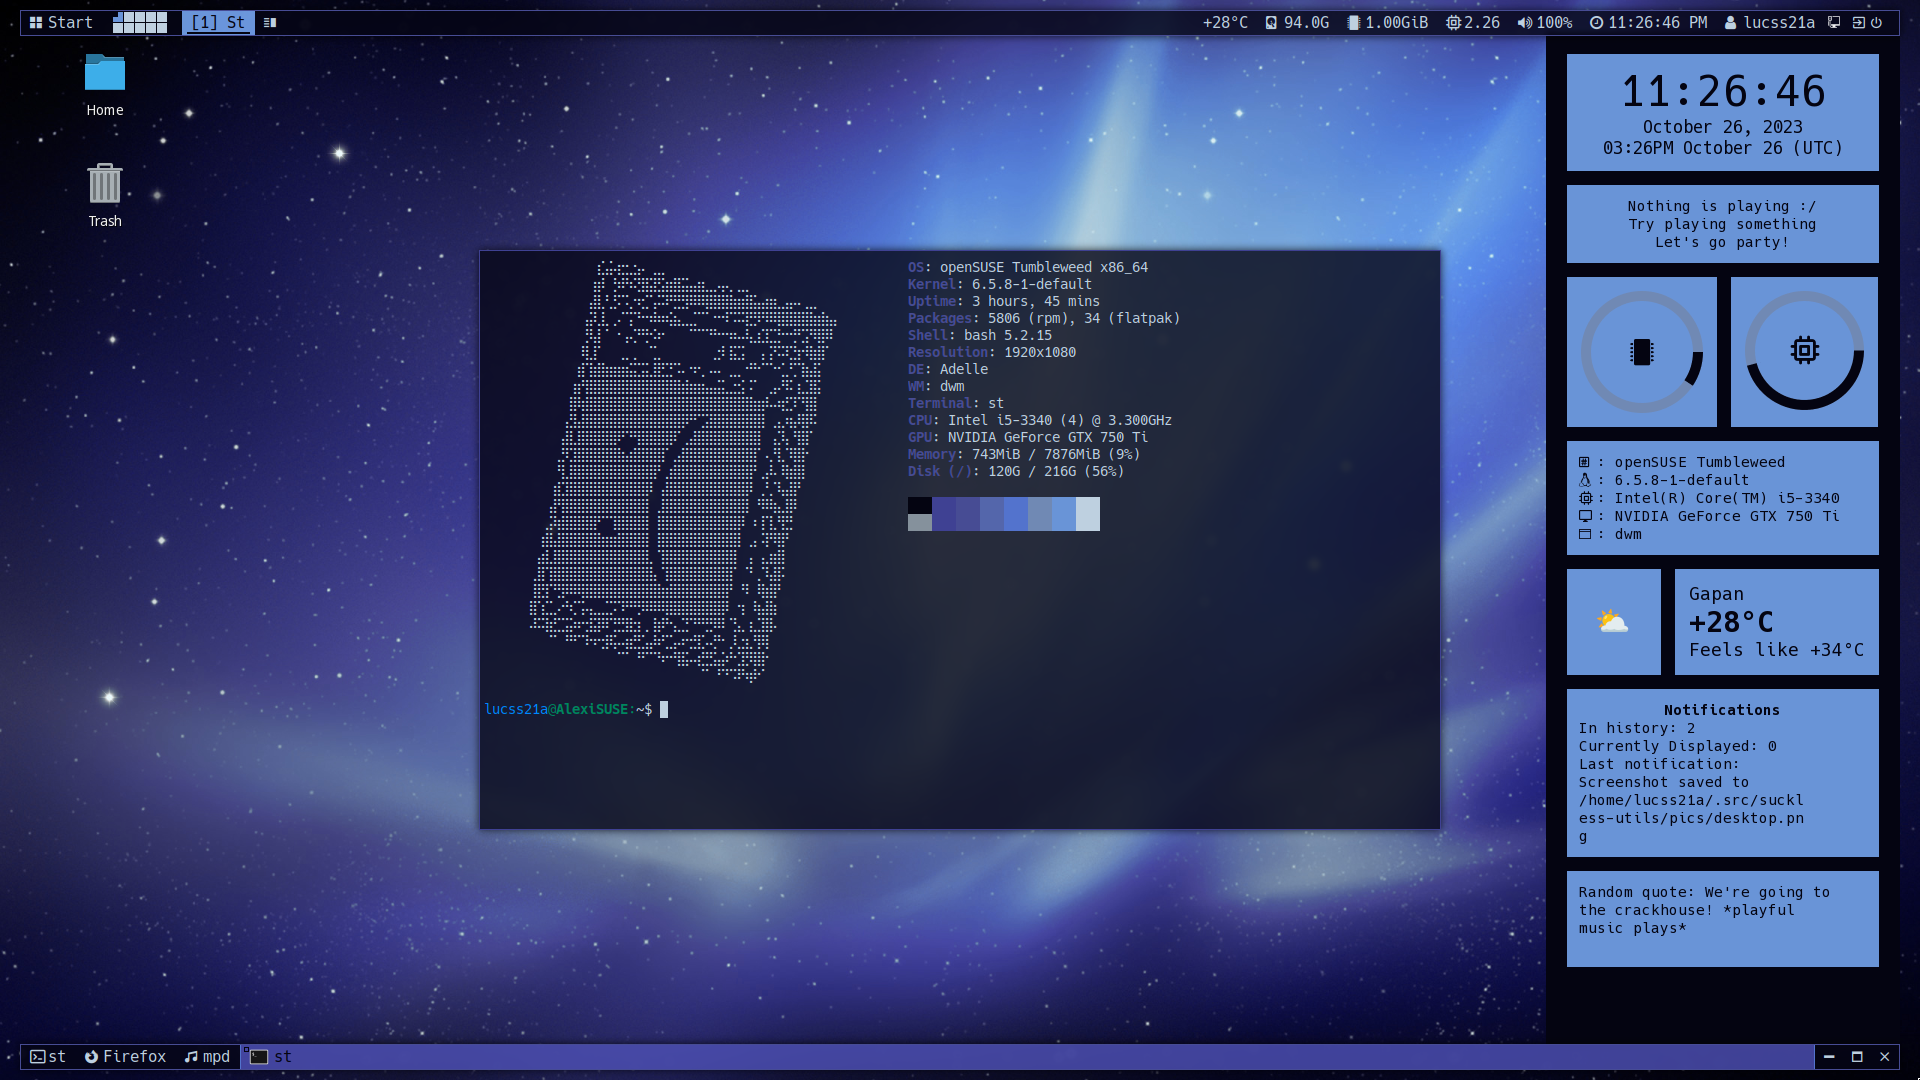 Start
[1] St
+28°C 94.0G 1.00GiB 2.26 100% 11:26:46 PM lucss21a
Home
Trash
OS: openSUSE Tumbleweed x86_64
Kernel: 6.5.8-1-default
Uptime: 3 hours, 45 mins
Packages: 5806 (rpm), 34 (flatpak)
Shell: bash 5.2.15
Resolution: 1920x1080
DE: Adelle
WM: dwm
Terminal: st
CPU: Intel i5-3340 (4) @ 3.300GHz
GPU: NVIDIA GeForce GTX 750 Ti
Memory: 743MiB / 7876MiB (9%)
Disk (/): 120G / 216G (56%)
lucss21a@AlexiSUSE:~$
11:26:46
October 26, 2023
03:26PM October 26 (UTC)
Nothing is playing :/
Try playing something
Let's go party!
: openSUSE Tumbleweed
: 6.5.8-1-default
: Intel(R) Core(TM) i5-3340
: NVIDIA GeForce GTX 750 Ti
: dwm
Gapan
+28°C
Feels like +34°C
Notifications
In history: 2
Currently Displayed: 0
Last notification:
Screenshot saved to
/home/lucss21a/.src/suckl
ess-utils/pics/desktop.pn
g
Random quote: We're going to
the crackhouse! *playful
music plays*
st Firefox mpd st